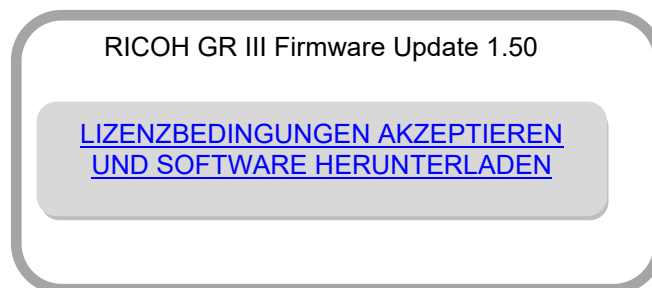 RICOH GR III Firmware Update 1.50
LIZENZBEDINGUNGEN AKZEPTIEREN
UND SOFTWARE HERUNTERLADEN